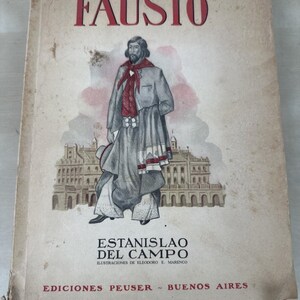 FAUSTO
ESTANISLAO
DEL CAMPO
ILUSTRACIONES DE ELEODORO E. MARENCO
EDICIONES PEUSER - BUENOS AIRES